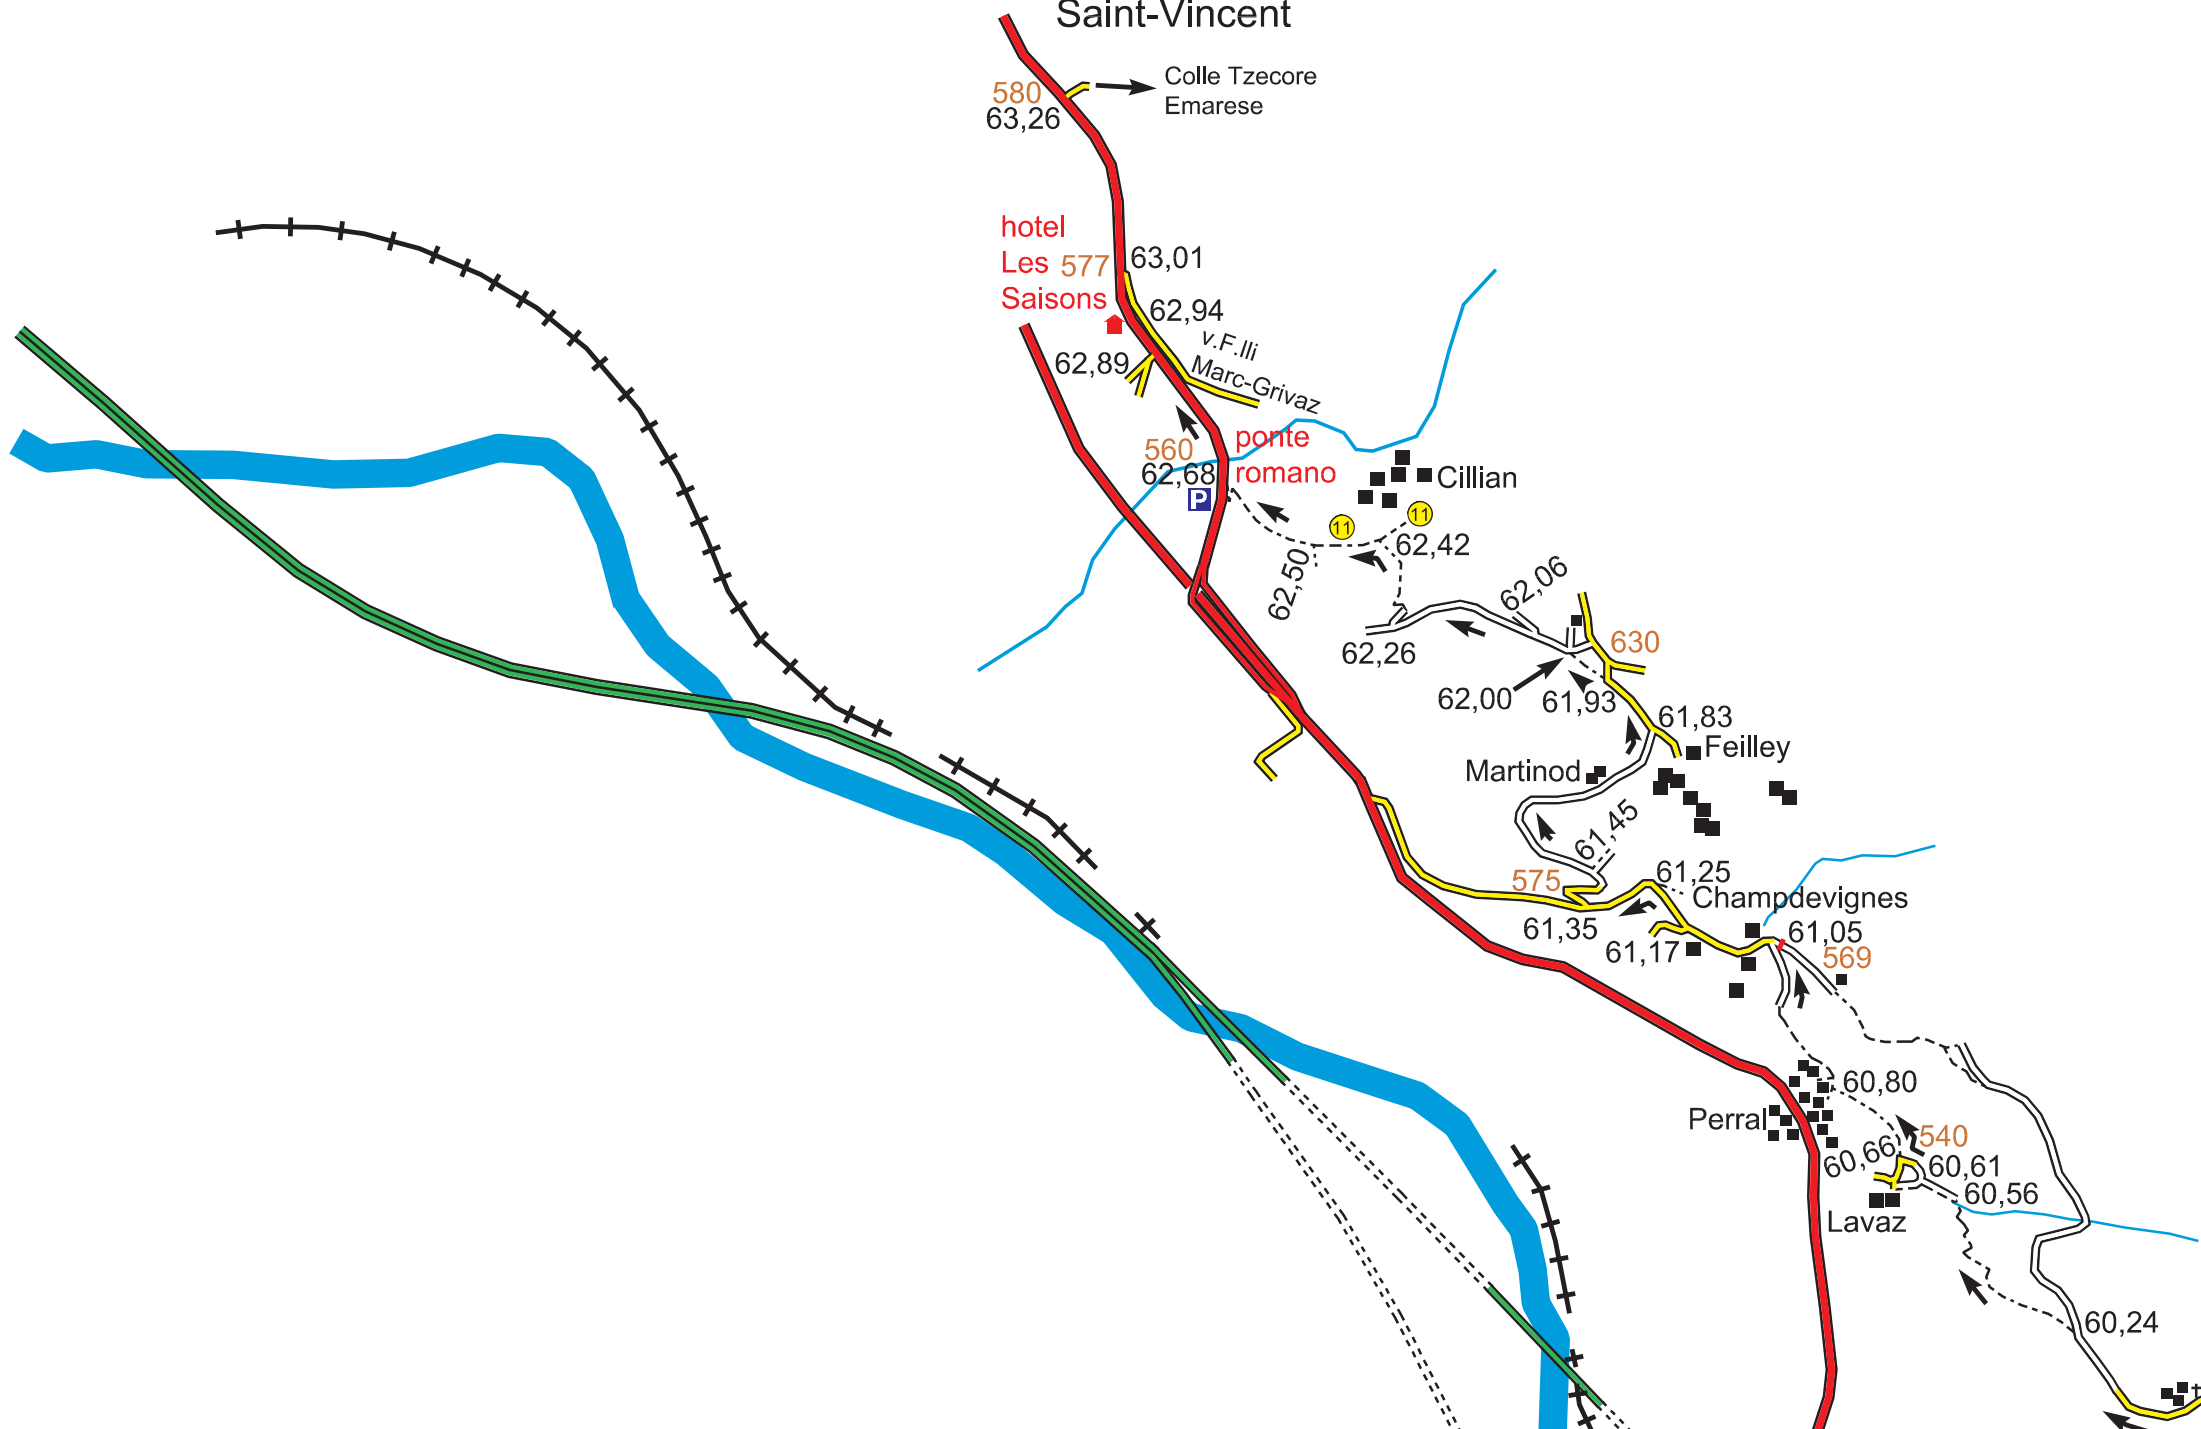 Saint-Vincent
Colle Tzecore
Emarese
580
63,26
hotel
Les
Saisons
577
63,01
62,94
v.F.lli
Marc-Grivaz
62,89
560
62,68
P
ponte
romano
Cillian
11
11
62,42
62,50
62,06
62,26
630
62,00
61,93
61,83
Feilley
Martinod
61,45
575
61,25
Champdevignes
61,35
61,17
61,05
569
60,80
Perral
540
60,66
60,61
60,56
Lavaz
60,24